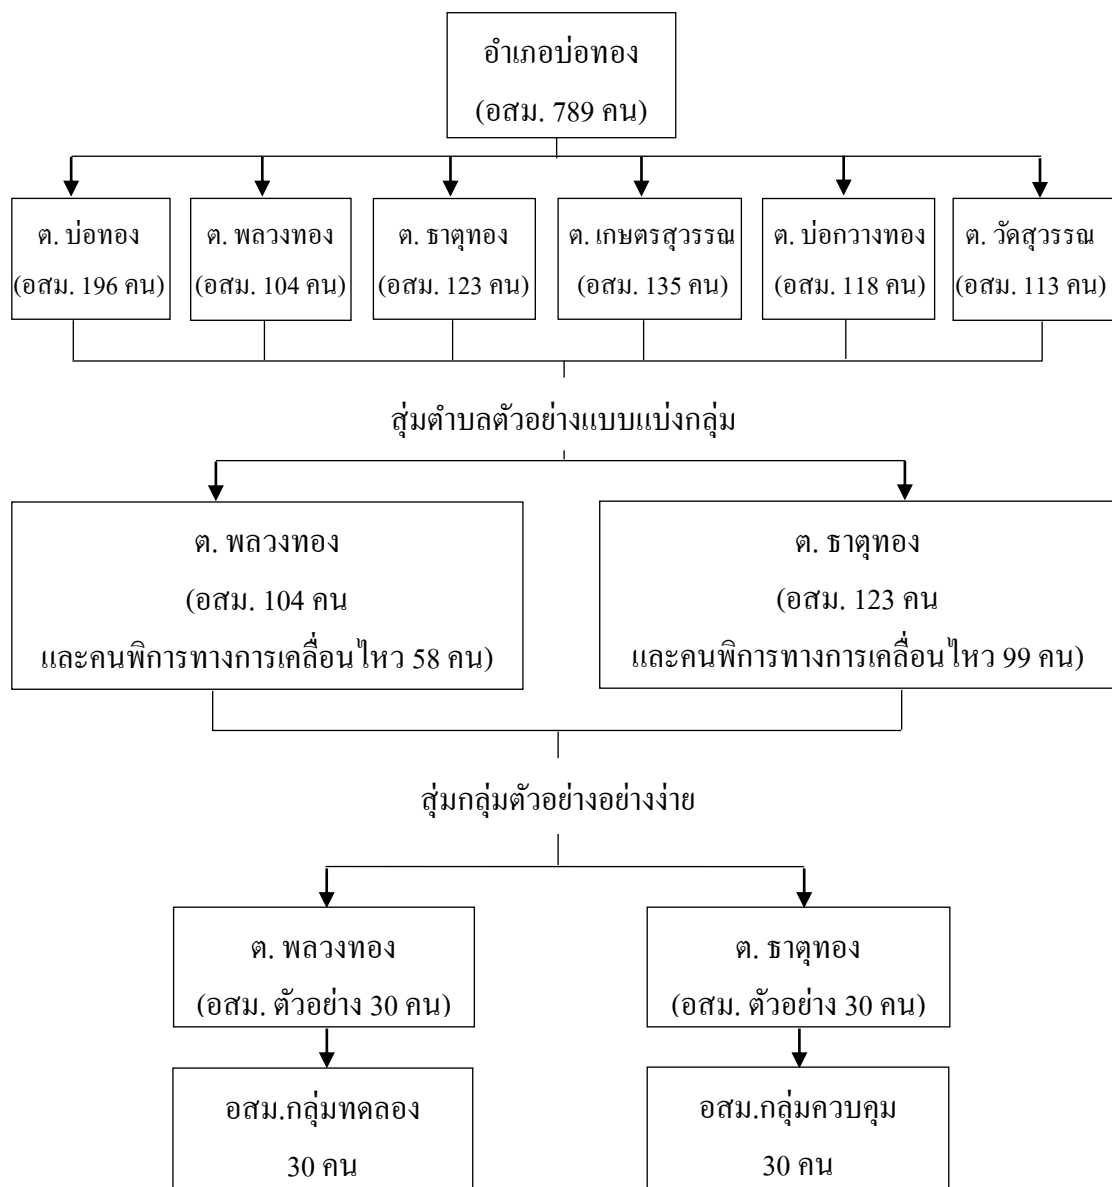 อำเภอบ่อทอง
(อสม. 789 คน)
ต. บ่อทอง
(อสม. 196 คน)
ต. พลวงทอง
(อสม. 104 คน)
ต. ธาตุทอง
(อสม. 123 คน)
ต. เกษตรสุวรรณ
(อสม. 135 คน)
ต. บ่อกวางทอง
(อสม. 118 คน)
ต. วัดสุวรรณ
(อสม. 113 คน)
สุ่มตำบลตัวอย่างแบบแบ่งกลุ่ม
ต. พลวงทอง
(อสม. 104 คน
และคนพิการทางการเคลื่อนไหว 58 คน)
ต. ธาตุทอง
(อสม. 123 คน
และคนพิการทางการเคลื่อนไหว 99 คน)
สุ่มกลุ่มตัวอย่างอย่างง่าย
ต. พลวงทอง
(อสม. ตัวอย่าง 30 คน)
ต. ธาตุทอง
(อสม. ตัวอย่าง 30 คน)
อสม.กลุ่มทดลอง
30 คน
อสม.กลุ่มควบคุม
30 คน